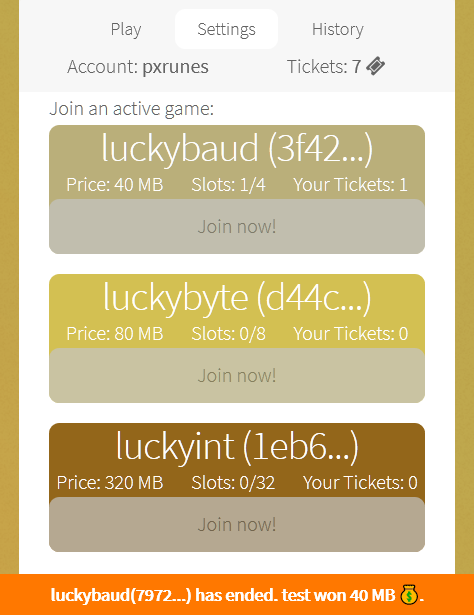 Play Settings History
Account: pxrunes Tickets: 7
Join an active game:
luckybaud (3f42...)
Price: 40 MB Slots: 1/4 Your Tickets: 1
Join now!
luckybyte (d44c...)
Price: 80 MB Slots: 0/8 Your Tickets: 0
Join now!
luckyint (1eb6...)
Price: 320 MB Slots: 0/32 Your Tickets: 0
Join now!
luckybaud(7972...) has ended. test won 40 MB 💰.